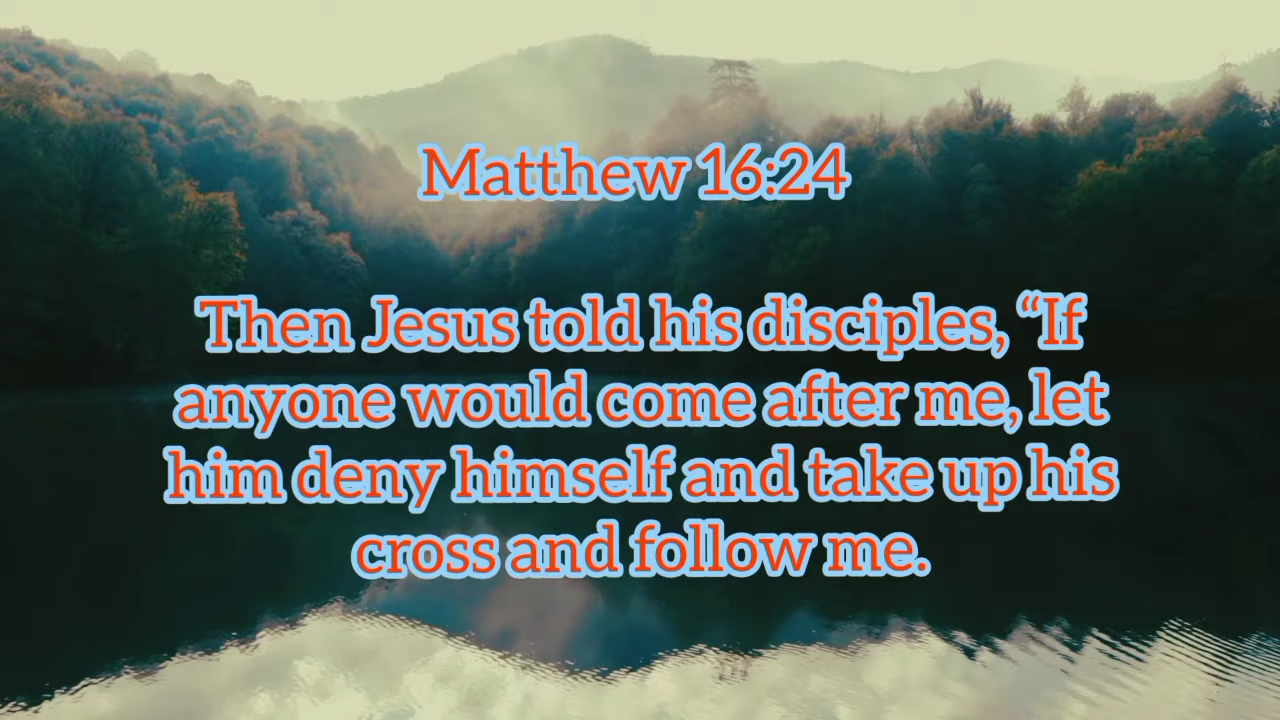 Matthew 16:24
Then Jesus told his disciples, “If
anyone would come after me, let
him deny himself and take up his
cross and follow me.